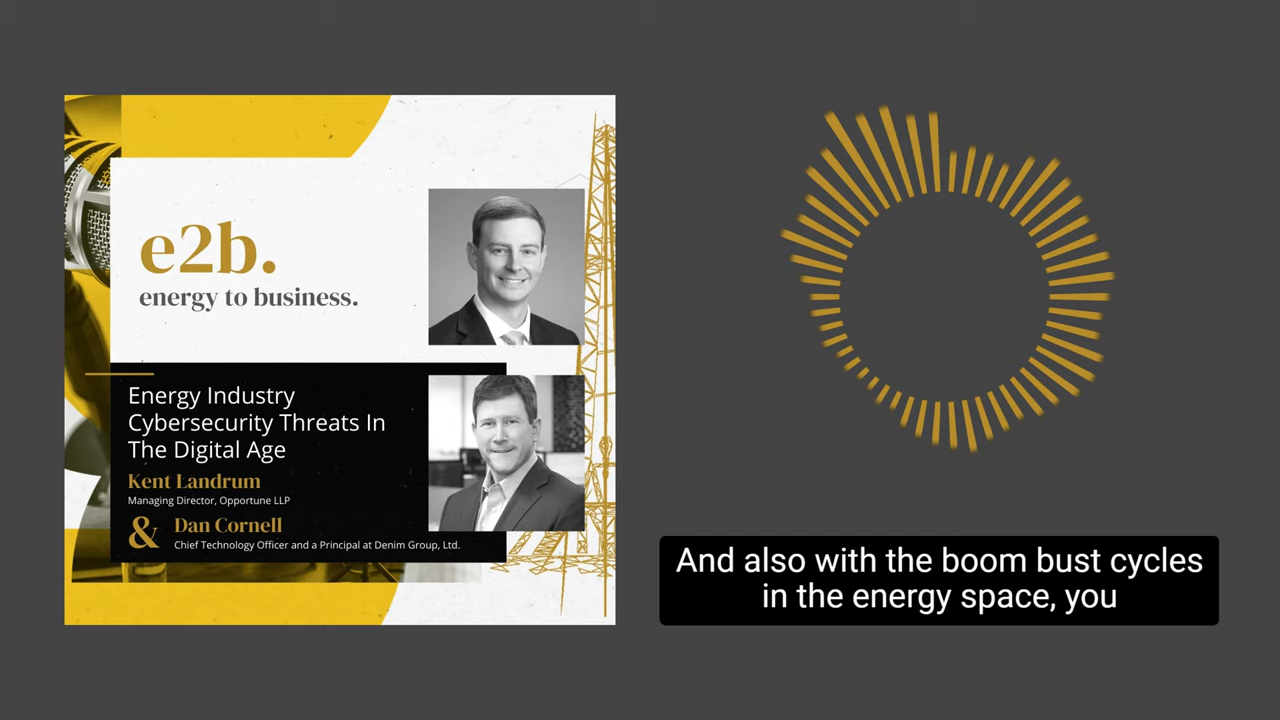 e2b.
energy to business.
Energy Industry
Cybersecurity Threats In
The Digital Age
Kent Landrum
Managing Director, Opportune LLP
& Dan Cornell
Chief Technology Officer and a Principal at Denim Group, Ltd.
And also with the boom bust cycles
in the energy space, you